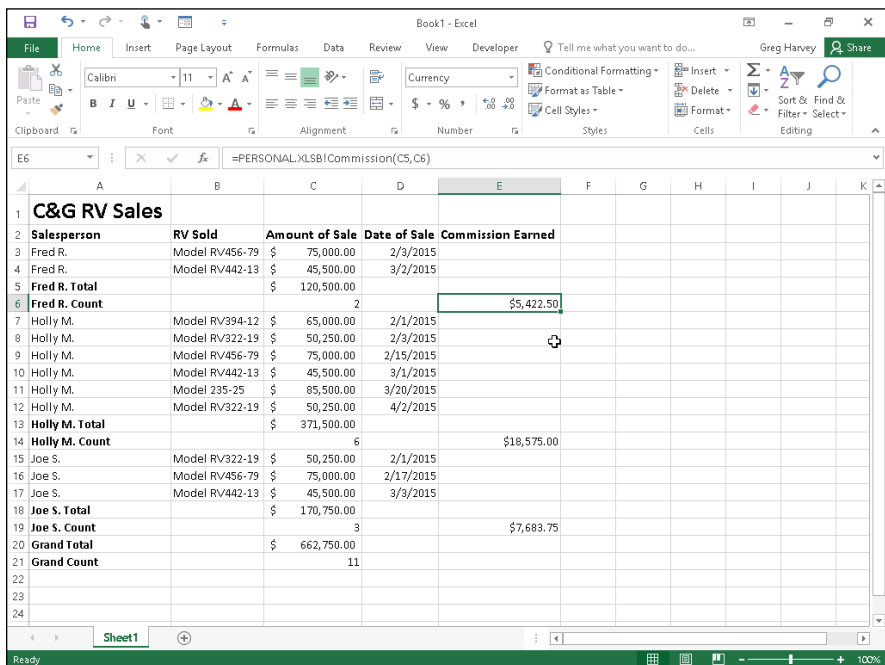 Book1 - Excel
File Home Insert Page Layout Formulas Data Review View Developer Tell me what you want to do... Greg Harvey Share
Paste
Clipboard
Calibri 11 A A
B I U A
Font
Alignment
Currency
$ % , .00 .00
Number
Conditional Formatting
Format as Table
Cell Styles
Styles
Insert
Delete
Format
Cells
Σ
Sort & Filter
Find & Select
Editing
E6 fx =PERSONAL.XLSB!Commission(C5,C6)
A B C D E F G H I J K
1 C&G RV Sales
2 Salesperson RV Sold Amount of Sale Date of Sale Commission Earned
3 Fred R. Model RV456-79 $ 75,000.00 2/3/2015
4 Fred R. Model RV442-13 $ 45,500.00 3/2/2015
5 Fred R. Total $ 120,500.00
6 Fred R. Count 2 $5,422.50
7 Holly M. Model RV394-12 $ 65,000.00 2/1/2015
8 Holly M. Model RV322-19 $ 50,250.00 2/3/2015
9 Holly M. Model RV456-79 $ 75,000.00 2/15/2015
10 Holly M. Model RV442-13 $ 45,500.00 3/1/2015
11 Holly M. Model 235-25 $ 85,500.00 3/20/2015
12 Holly M. Model RV322-19 $ 50,250.00 4/2/2015
13 Holly M. Total $ 371,500.00
14 Holly M. Count 6 $18,575.00
15 Joe S. Model RV322-19 $ 50,250.00 2/1/2015
16 Joe S. Model RV456-79 $ 75,000.00 2/17/2015
17 Joe S. Model RV442-13 $ 45,500.00 3/3/2015
18 Joe S. Total $ 170,750.00
19 Joe S. Count 3 $7,683.75
20 Grand Total $ 662,750.00
21 Grand Count 11
22
23
24
Sheet1
Ready 100%